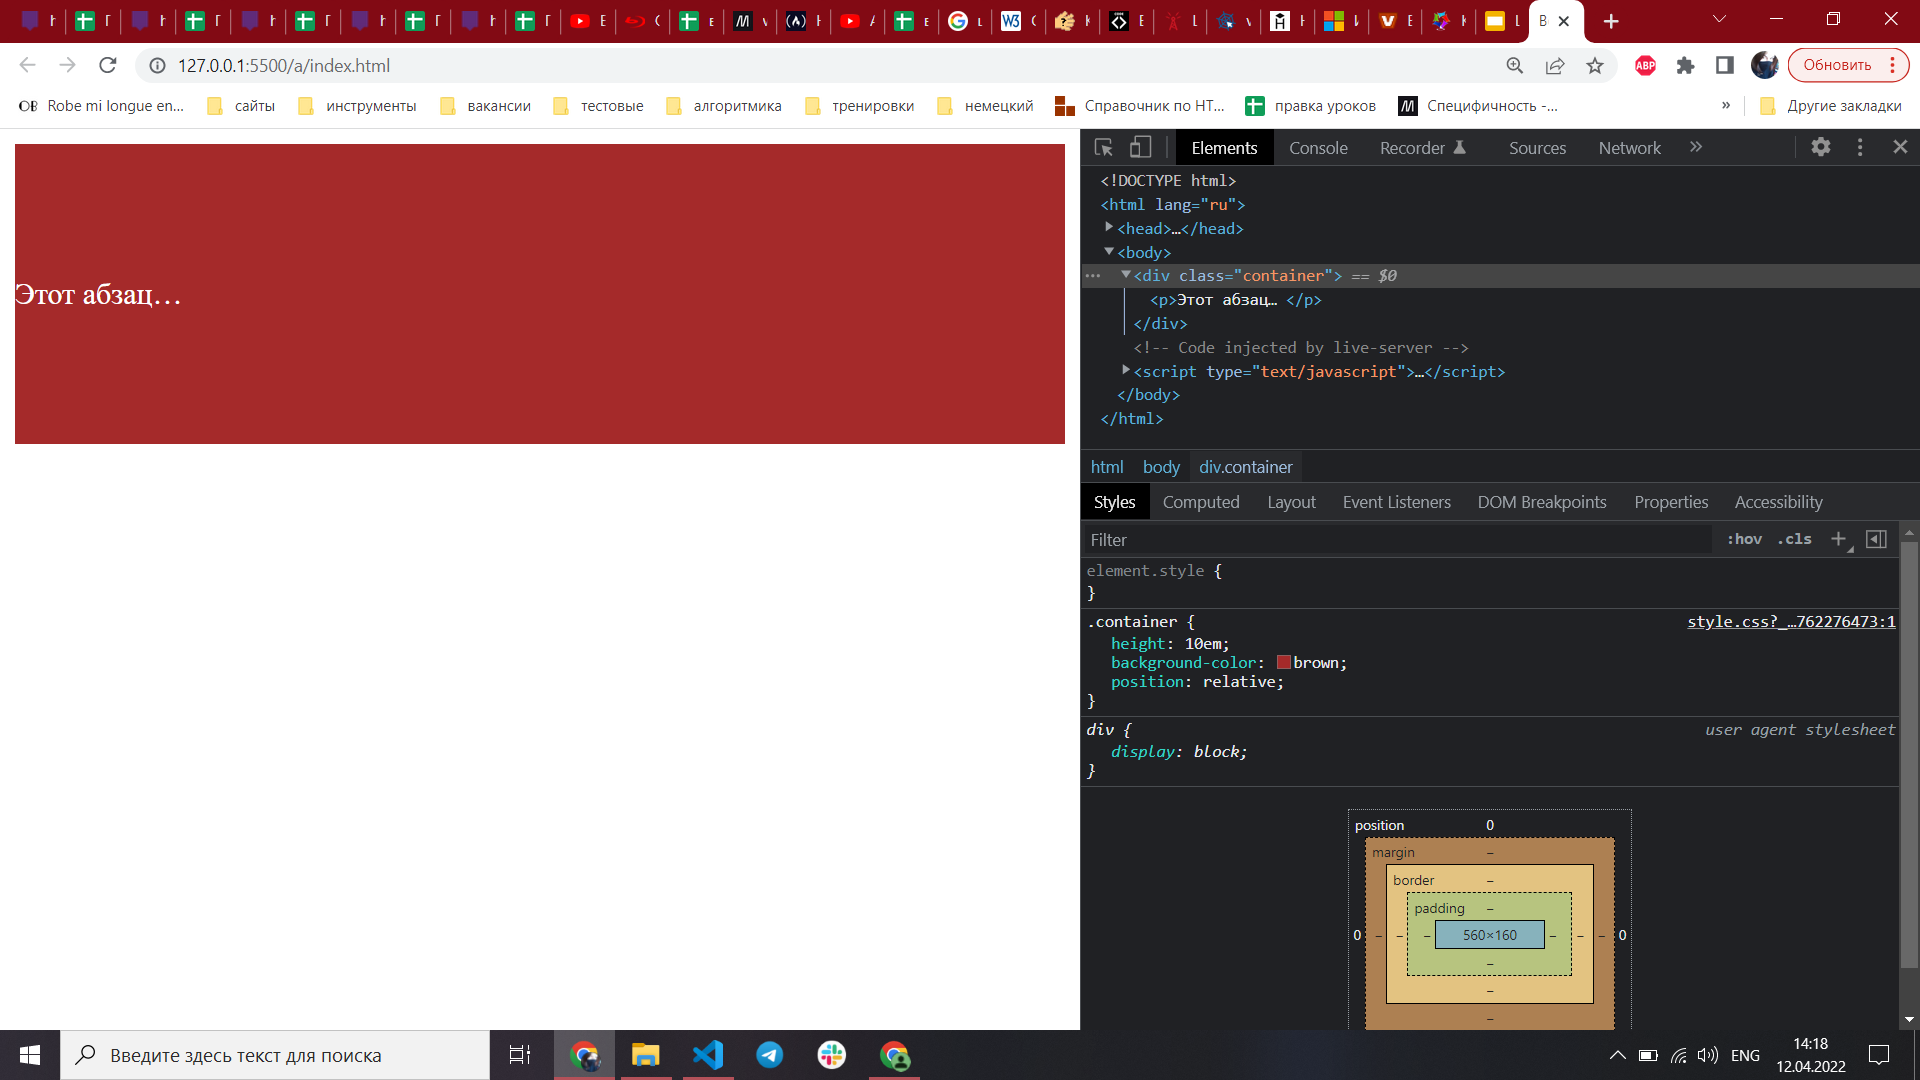 127.0.0.1:5500/a/index.html
ABP
Обновить
OB Robe mi longue en...
сайты
инструменты
вакансии
тестовые
алгоритмика
тренировки
немецкий
Справочник по HT...
правка уроков
Специфичность -...
»
Другие закладки
Этот абзац…
Elements
Console
Recorder
Sources
Network
»
<!DOCTYPE html>
<html lang="ru">
<head>…</head>
<body>
<div class="container"> == $0
<p>Этот абзац… </p>
</div>
<!-- Code injected by live-server -->
<script type="text/javascript">…</script>
</body>
</html>
html body div.container
Styles
Computed
Layout
Event Listeners
DOM Breakpoints
Properties
Accessibility
Filter
:hov .cls +
element.style {
}
.container { style.css?_…762276473:1
height: 10em;
background-color: brown;
position: relative;
}
div { user agent stylesheet
display: block;
}
position 0
margin –
border –
padding –
0 – – – 560×160 – – – 0
–
–
–
Введите здесь текст для поиска
ENG
14:18
12.04.2022